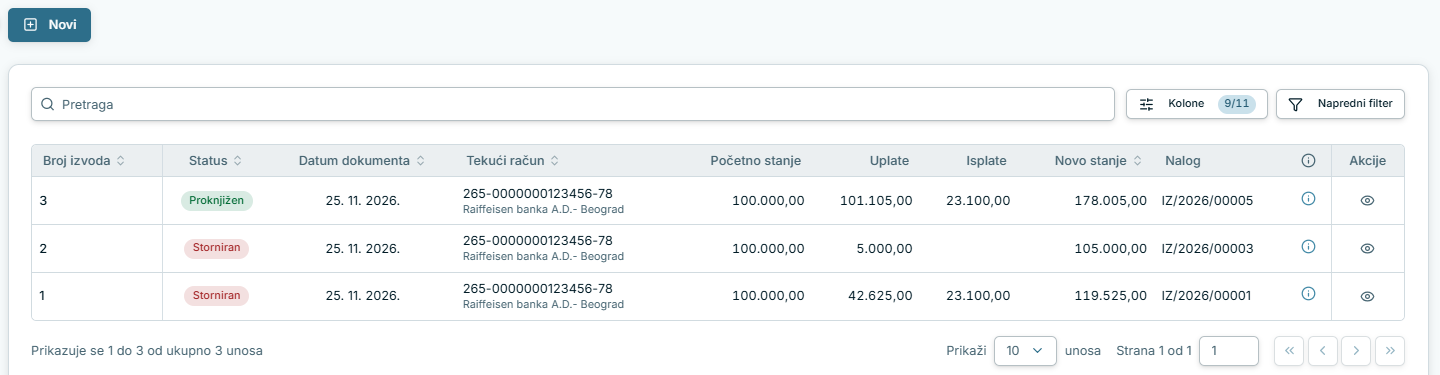 Novi
Pretraga
Kolone 9/11 Napredni filter
Broj izvoda Status Datum dokumenta Tekući račun Početno stanje Uplate Isplate Novo stanje Nalog Akcije
3 Proknjižen 25. 11. 2026. 265-0000000123456-78 100.000,00 101.105,00 23.100,00 178.005,00 IZ/2026/00005
Raiffeisen banka A.D.- Beograd
2 Storniran 25. 11. 2026. 265-0000000123456-78 100.000,00 5.000,00 105.000,00 IZ/2026/00003
Raiffeisen banka A.D.- Beograd
1 Storniran 25. 11. 2026. 265-0000000123456-78 100.000,00 42.625,00 23.100,00 119.525,00 IZ/2026/00001
Raiffeisen banka A.D.- Beograd
Prikazuje se 1 do 3 od ukupno 3 unosa Prikaži 10 unosa Strana 1 od 1 1